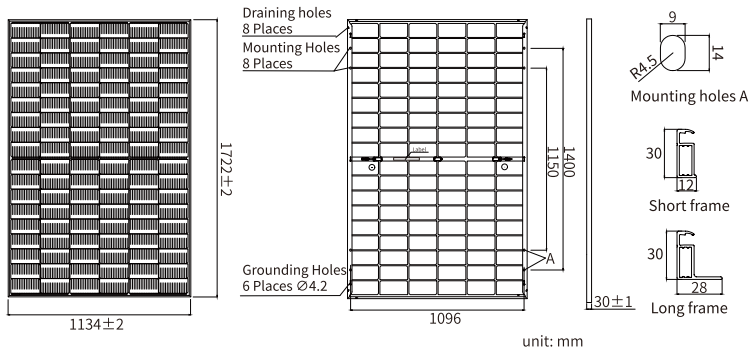 1134±2
1722±2
Draining holes
8 Places
Mounting Holes
8 Places
Label
1150
1400
A
Grounding Holes
6 Places ∅4.2
1096
30±1
9
14
R4.5
Mounting holes A
30
12
Short frame
30
28
Long frame
unit: mm